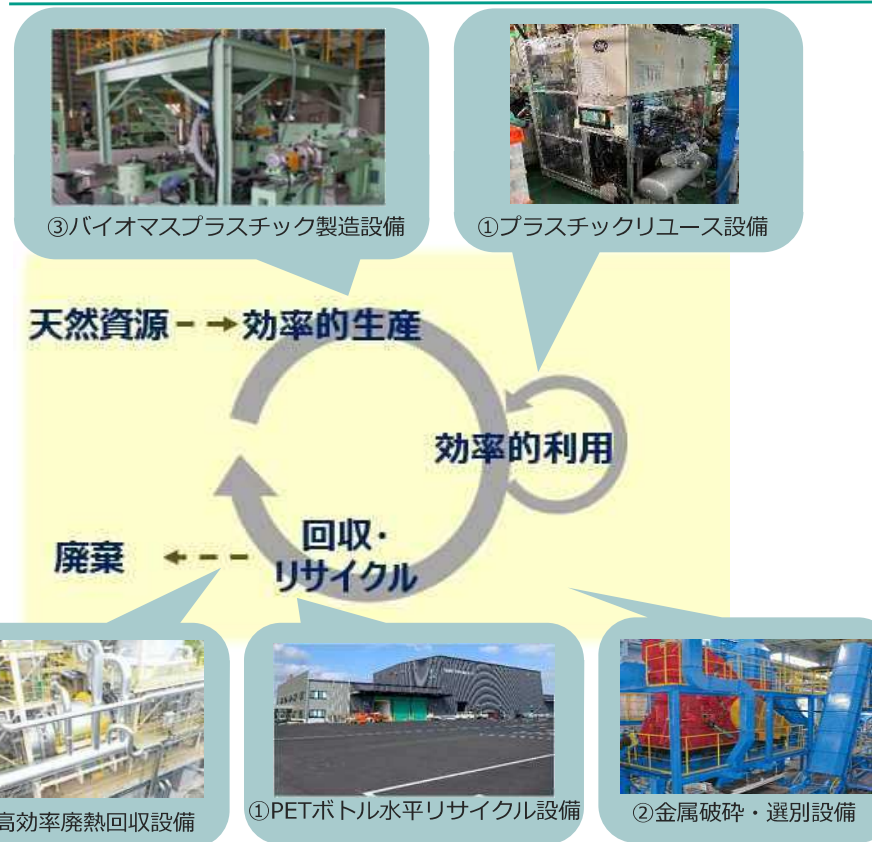 ③バイオマスプラスチック製造設備
①プラスチックリユース設備
天然資源
効率的生産
効率的利用
回収・
リサイクル
廃棄
高効率廃熱回収設備
①PETボトル水平リサイクル設備
②金属破砕・選別設備